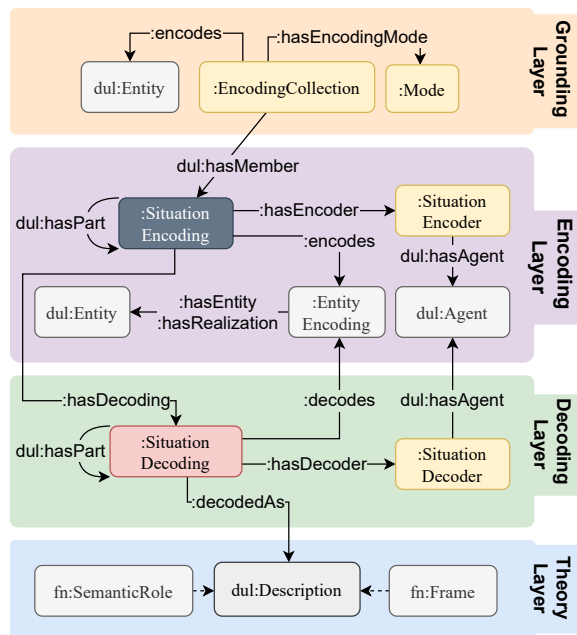 :encodes
:hasEncodingMode
dul:Entity
:EncodingCollection
:Mode
Grounding
Layer
dul:hasMember
dul:hasPart
:Situation
Encoding
:hasEncoder
:Situation
Encoder
:encodes
dul:hasAgent
dul:Entity
:hasEntity
:hasRealization
:Entity
Encoding
dul:Agent
Encoding
Layer
:hasDecoding
:decodes
dul:hasAgent
dul:hasPart
:Situation
Decoding
:hasDecoder
:Situation
Decoder
:decodedAs
Decoding
Layer
fn:SemanticRole
dul:Description
fn:Frame
Theory
Layer